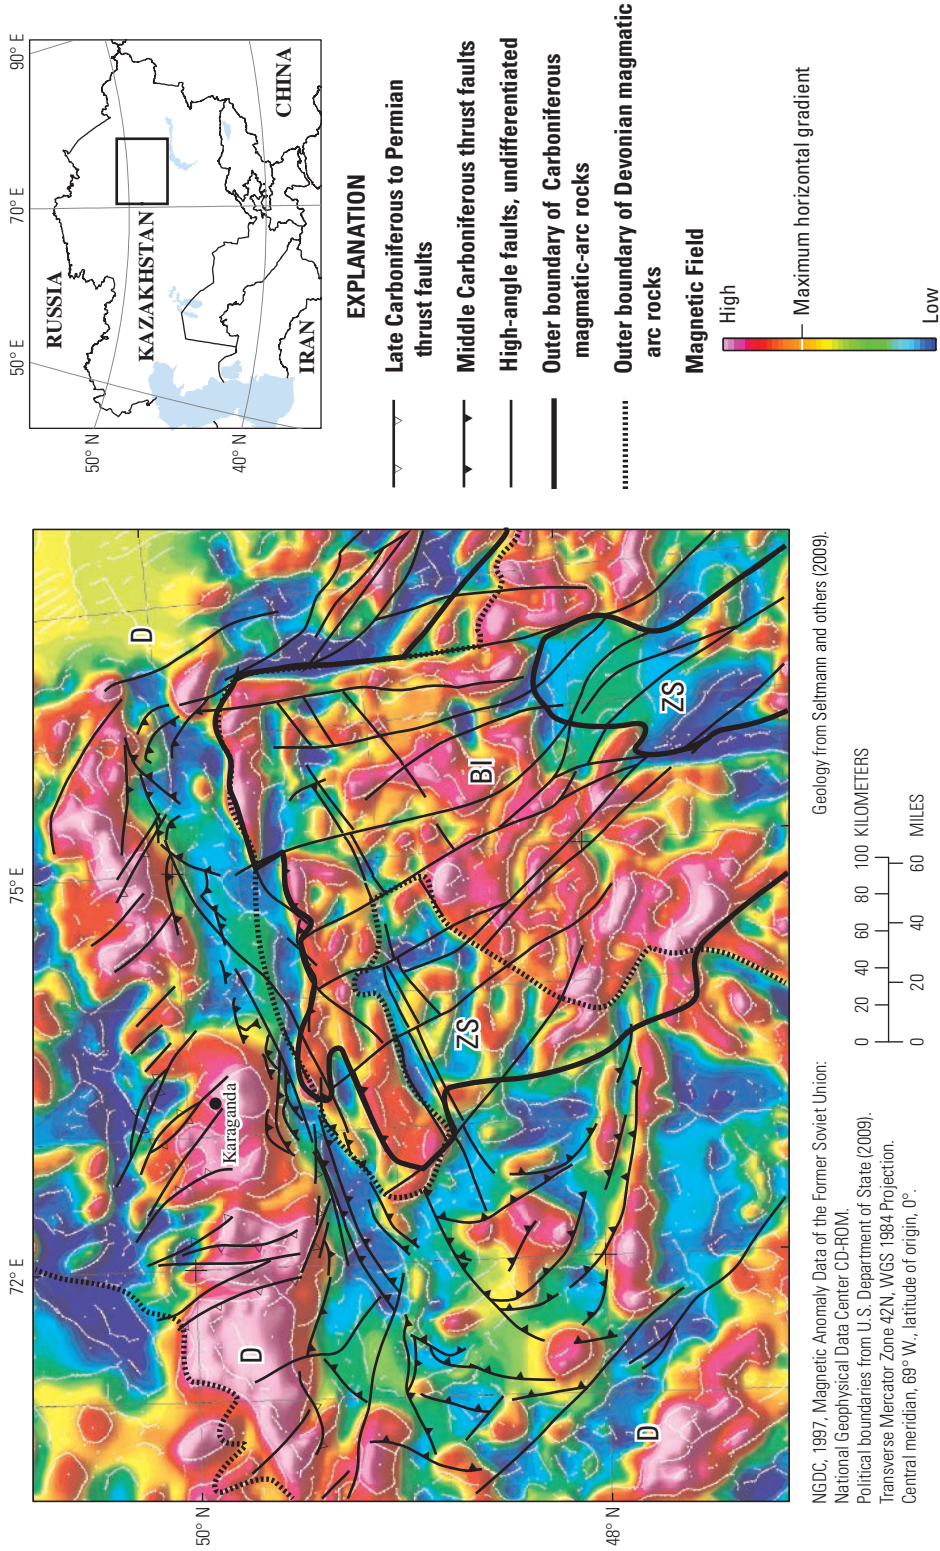 50° E
70° E
90° E
50° N
40° N
RUSSIA
KAZAKHSTAN
IRAN
CHINA
EXPLANATION
Late Carboniferous to Permian
thrust faults
Middle Carboniferous thrust faults
High-angle faults, undifferentiated
Outer boundary of Carboniferous
magmatic-arc rocks
Outer boundary of Devonian magmatic
arc rocks
Magnetic Field
High
Maximum horizontal gradient
Low
72° E
75° E
50° N
48° N
D
D
D
Karaganda
ZS
BI
ZS
NGDC, 1997, Magnetic Anomaly Data of the Former Soviet Union:
National Geophysical Data Center CD-ROM.
Political boundaries from U.S. Department of State (2009).
Transverse Mercator Zone 42N, WGS 1984 Projection.
Central meridian, 69° W., latitude of origin, 0°.
0 20 40 60 80 100 KILOMETERS
0 20 40 60 MILES
Geology from Seltmann and others (2009).